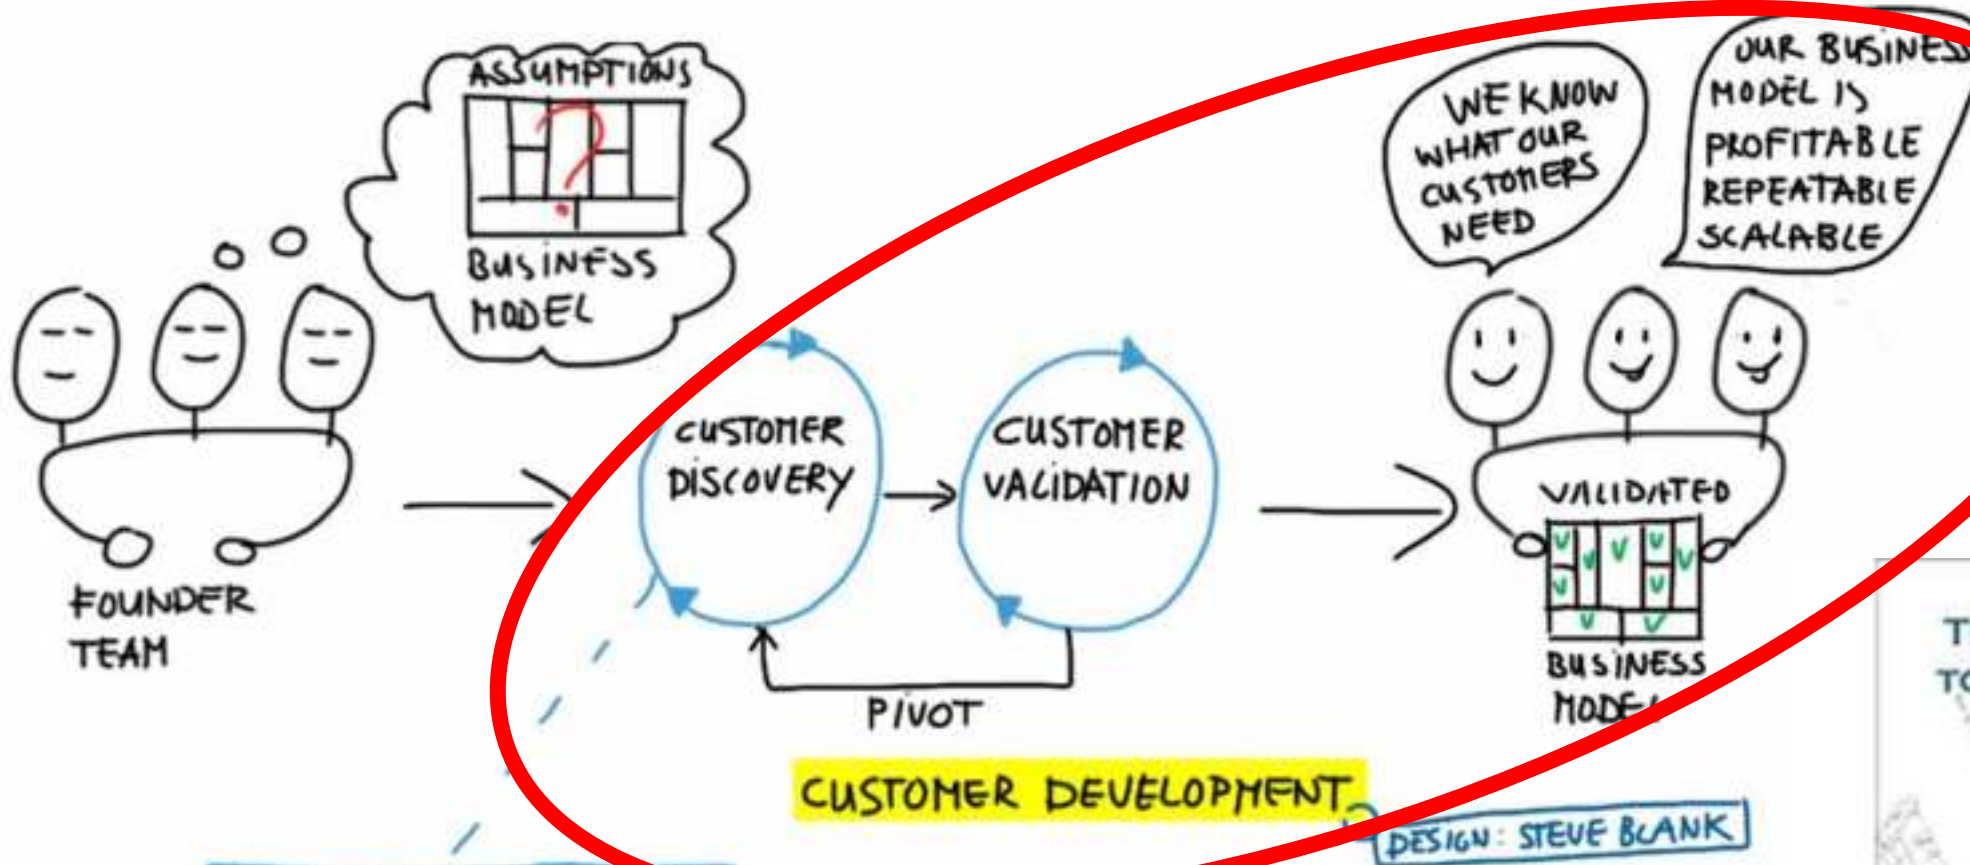 ASSUMPTIONS
?
BUSINESS
MODEL
FOUNDER
TEAM
CUSTOMER
DISCOVERY
CUSTOMER
VALIDATION
PIVOT
WE KNOW
WHAT OUR
CUSTOMERS
NEED
OUR BUSINESS
MODEL IS
PROFITABLE
REPEATABLE
SCALABLE
VALIDATED
BUSINESS
MODEL
CUSTOMER DEVELOPMENT
DESIGN: STEVE BLANK